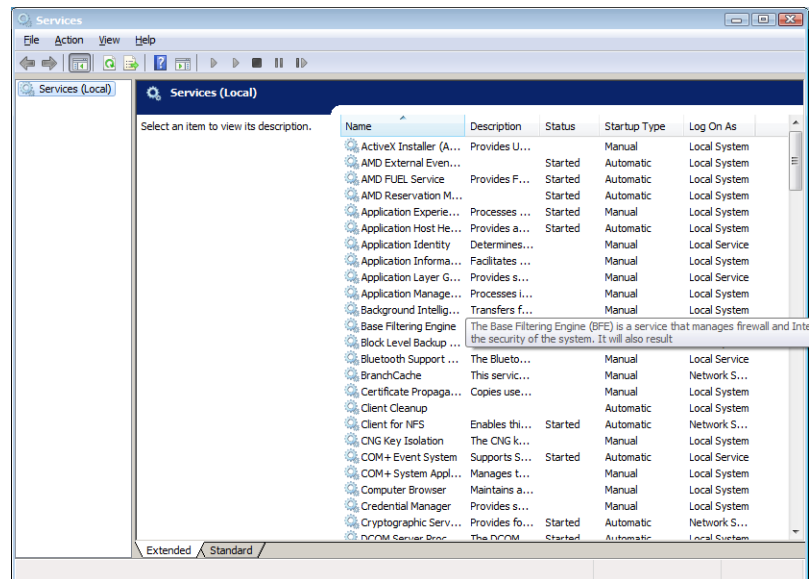 Services
File Action View Help
Services (Local)
Services (Local)
Select an item to view its description.
Name Description Status Startup Type Log On As
ActiveX Installer (A... Provides U... Manual Local System
AMD External Even... Started Automatic Local System
AMD FUEL Service Provides F... Started Automatic Local System
AMD Reservation M... Started Automatic Local System
Application Experie... Processes ... Started Manual Local System
Application Host He... Provides a... Started Automatic Local System
Application Identity Determines... Manual Local Service
Application Informa... Facilitates ... Manual Local System
Application Layer G... Provides s... Manual Local Service
Application Manage... Processes i... Manual Local System
Background Intellig... Transfers f... Manual Local System
Base Filtering Engine The Base Filtering Engine (BFE) is a service that manages firewall and Inte
Block Level Backup ... the security of the system. It will also result
Bluetooth Support ... The Blueto... Manual Local Service
BranchCache This servic... Manual Network S...
Certificate Propaga... Copies use... Manual Local System
Client Cleanup Automatic Local System
Client for NFS Enables thi... Started Automatic Network S...
CNG Key Isolation The CNG k... Manual Local System
COM+ Event System Supports S... Started Automatic Local Service
COM+ System Appl... Manages t... Manual Local System
Computer Browser Maintains a... Manual Local System
Credential Manager Provides s... Manual Local System
Cryptographic Serv... Provides fo... Started Automatic Network S...
DCOM Server Proc... The DCOM... Started Automatic Local System
Extended Standard